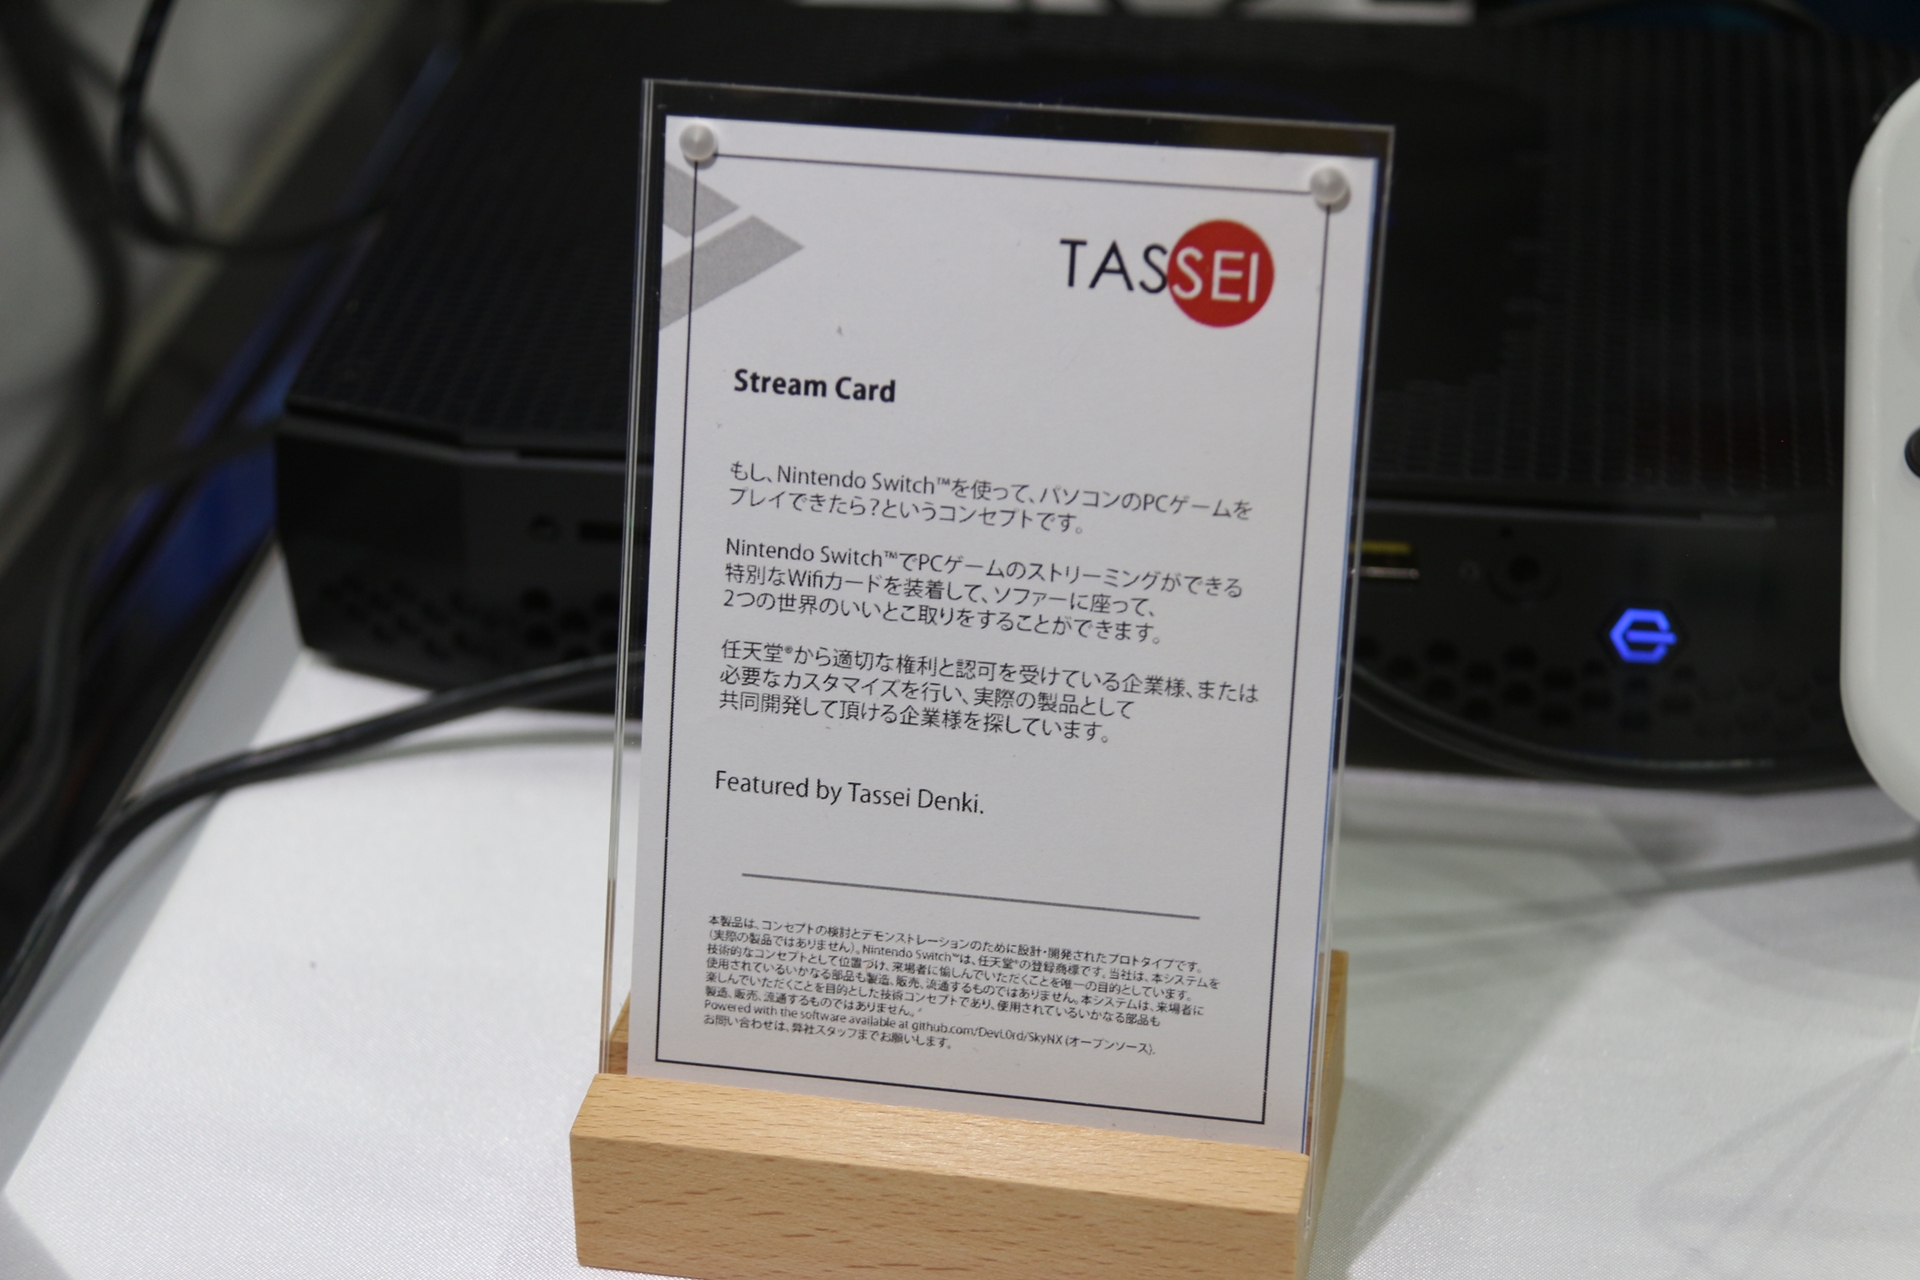 TASSEI
Stream Card
もし、Nintendo Switch™を使って、パソコンのPCゲームを
プレイできたら?というコンセプトです。
Nintendo Switch™でPCゲームのストリーミングができる
特別なWifiカードを装着して、ソファーに座って、
2つの世界のいいとこ取りをすることができます。
任天堂®から適切な権利と認可を受けている企業様、または
必要なカスタマイズを行い、実際の製品として
共同開発して頂ける企業様を探しています。
Featured by Tassei Denki.
本製品は、コンセプトの検討とデモンストレーションのために設計・開発されたプロトタイプです。
(実際の製品ではありません)。Nintendo Switch™は、任天堂®の登録商標です。当社は、本システムを
技術的なコンセプトとして位置づけ、来場者に愉しんでいただくことを唯一の目的としています。
使用されているいかなる部品も製造、販売、流通するものではありません。本システムは、来場者に
楽しんでいただくことを目的とした技術コンセプトであり、使用されているいかなる部品も
製造、販売、流通するものではありません。
Powered with the software available at github.com/DevL0rd/SkyNX (オープンソース).
お問い合わせは、弊社スタッフまでお願いします。